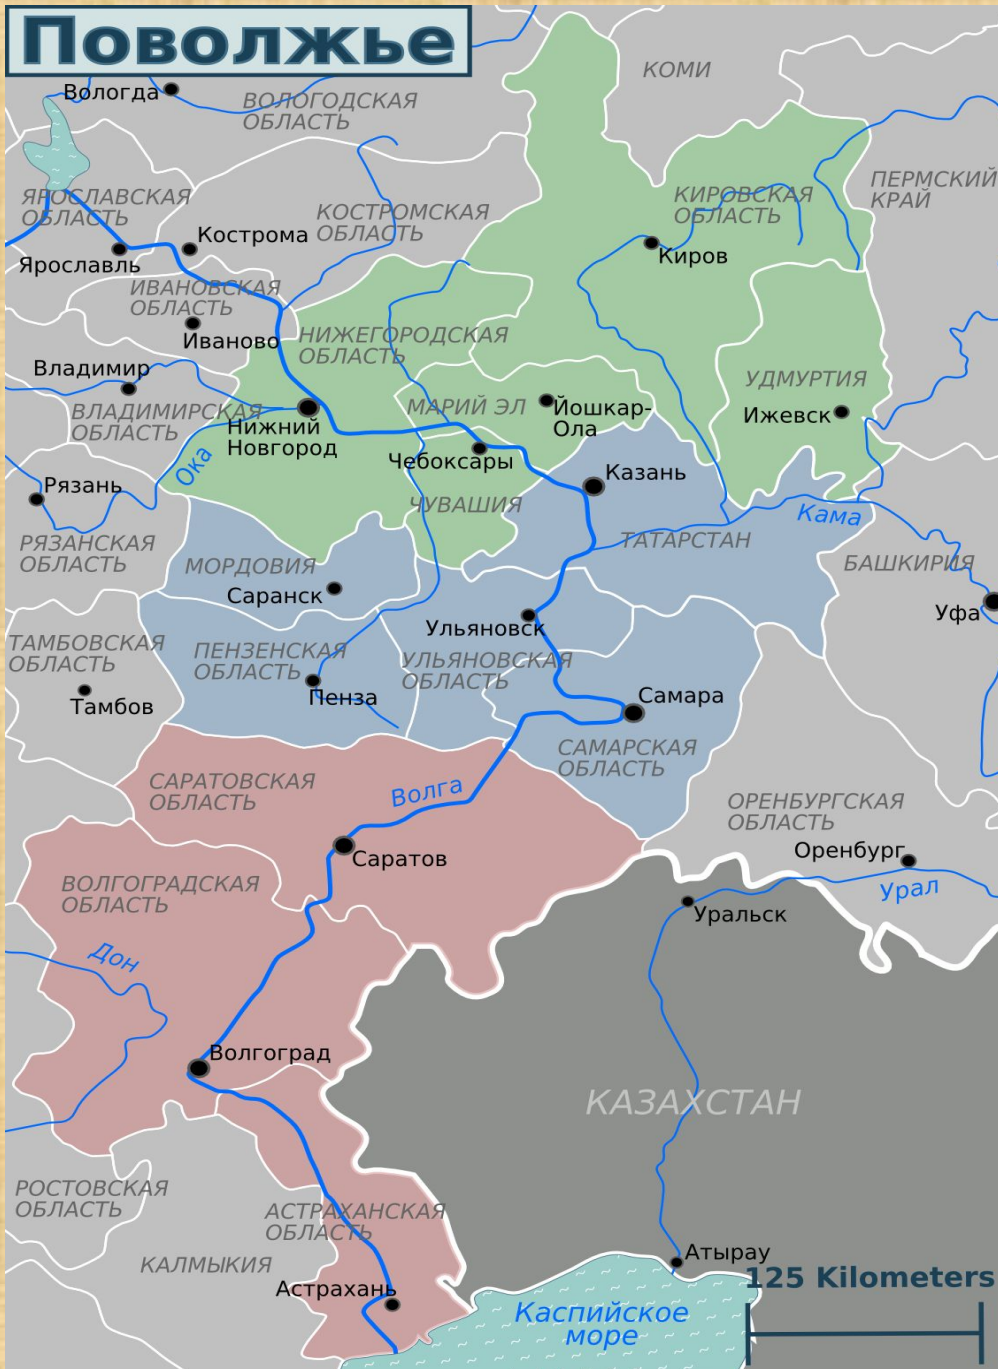 Поволжье
КОМИ
Вологда
ВОЛОГОДСКАЯ
ОБЛАСТЬ
ПЕРМСКИЙ
КРАЙ
ЯРОСЛАВСКАЯ
ОБЛАСТЬ
КИРОВСКАЯ
ОБЛАСТЬ
КОСТРОМСКАЯ
ОБЛАСТЬ
Кострома
Ярославль
Киров
ИВАНОВСКАЯ
ОБЛАСТЬ
Иваново
НИЖЕГОРОДСКАЯ
ОБЛАСТЬ
Владимир
УДМУРТИЯ
ВЛАДИМИРСКАЯ
ОБЛАСТЬ
МАРИЙ ЭЛ
Йошкар-
Ола
Ижевск
Нижний
Новгород
Чебоксары
Ока
Казань
Рязань
ЧУВАШИЯ
Кама
РЯЗАНСКАЯ
ОБЛАСТЬ
ТАТАРСТАН
МОРДОВИЯ
БАШКИРИЯ
Саранск
Уфа
Ульяновск
ТАМБОВСКАЯ
ОБЛАСТЬ
ПЕНЗЕНСКАЯ
ОБЛАСТЬ
УЛЬЯНОВСКАЯ
ОБЛАСТЬ
Тамбов
Пенза
Самара
САМАРСКАЯ
ОБЛАСТЬ
САРАТОВСКАЯ
ОБЛАСТЬ
Волга
ОРЕНБУРГСКАЯ
ОБЛАСТЬ
Оренбург
Саратов
Урал
ВОЛГОГРАДСКАЯ
ОБЛАСТЬ
Уральск
Дон
Волгоград
КАЗАХСТАН
РОСТОВСКАЯ
ОБЛАСТЬ
АСТРАХАНСКАЯ
ОБЛАСТЬ
КАЛМЫКИЯ
Атырау
Астрахань
125 Kilometers
Каспийское
море